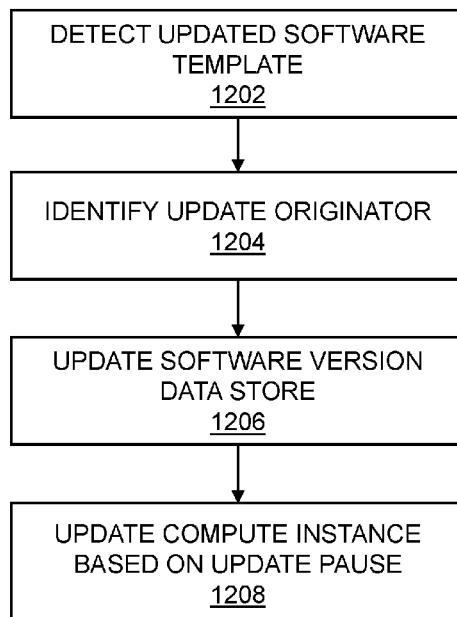 DETECT UPDATED SOFTWARE
TEMPLATE
1202
IDENTIFY UPDATE ORIGINATOR
1204
UPDATE SOFTWARE VERSION
DATA STORE
1206
UPDATE COMPUTE INSTANCE
BASED ON UPDATE PAUSE
1208